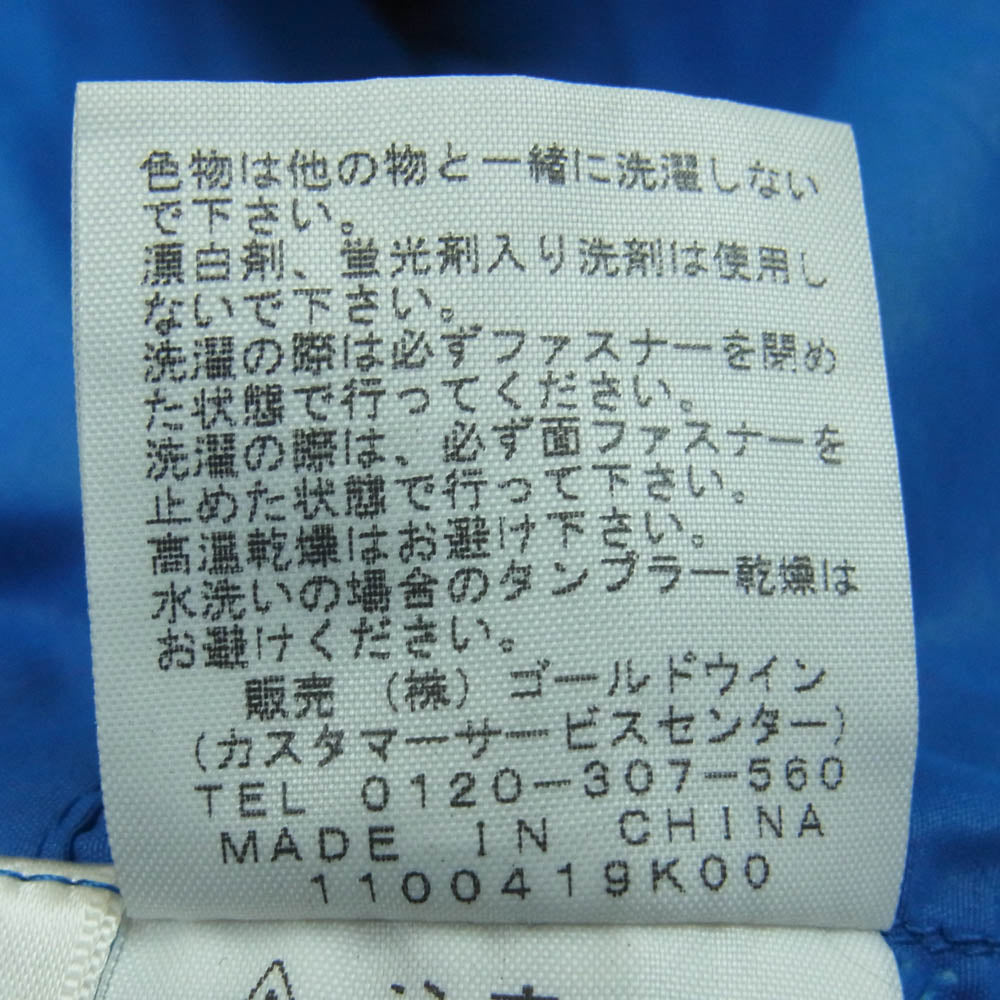 色物は他の物と一緒に洗濯しない
で下さい。
漂白剤、蛍光剤入り洗剤は使用し
ないで下さい。
洗濯の際は必ずファスナーを閉め
た状態で行ってください。
洗濯の際は、必ず面ファスナーを
止めた状態で行って下さい。
高温乾燥はお避け下さい。
水洗いの場合のタンブラー乾燥は
お避けください。
販売 (株) ゴールドウイン
(カスタマーサービスセンター)
TEL 0120-307-560
MADE IN CHINA
1100419K00